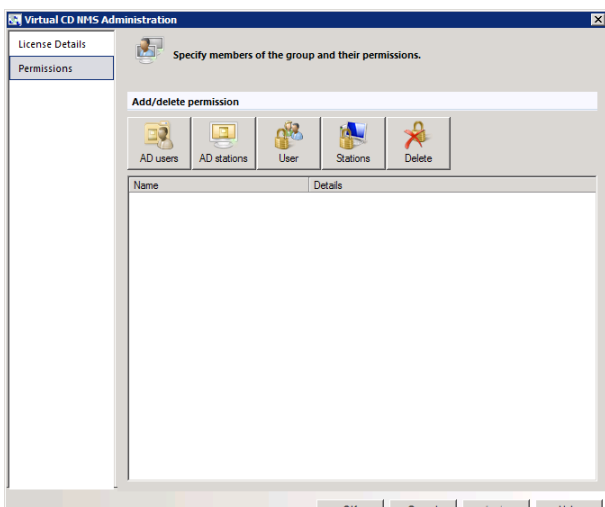 Virtual CD NMS Administration
License Details
Permissions
Specify members of the group and their permissions.
Add/delete permission
AD users AD stations User Stations Delete
Name Details